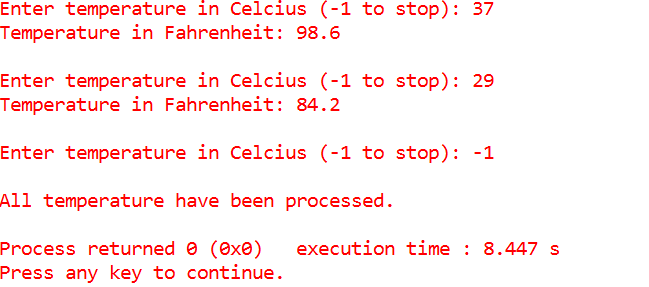 Enter temperature in Celcius (-1 to stop): 37
Temperature in Fahrenheit: 98.6
Enter temperature in Celcius (-1 to stop): 29
Temperature in Fahrenheit: 84.2
Enter temperature in Celcius (-1 to stop): -1
All temperature have been processed.
Process returned 0 (0x0)   execution time : 8.447 s
Press any key to continue.